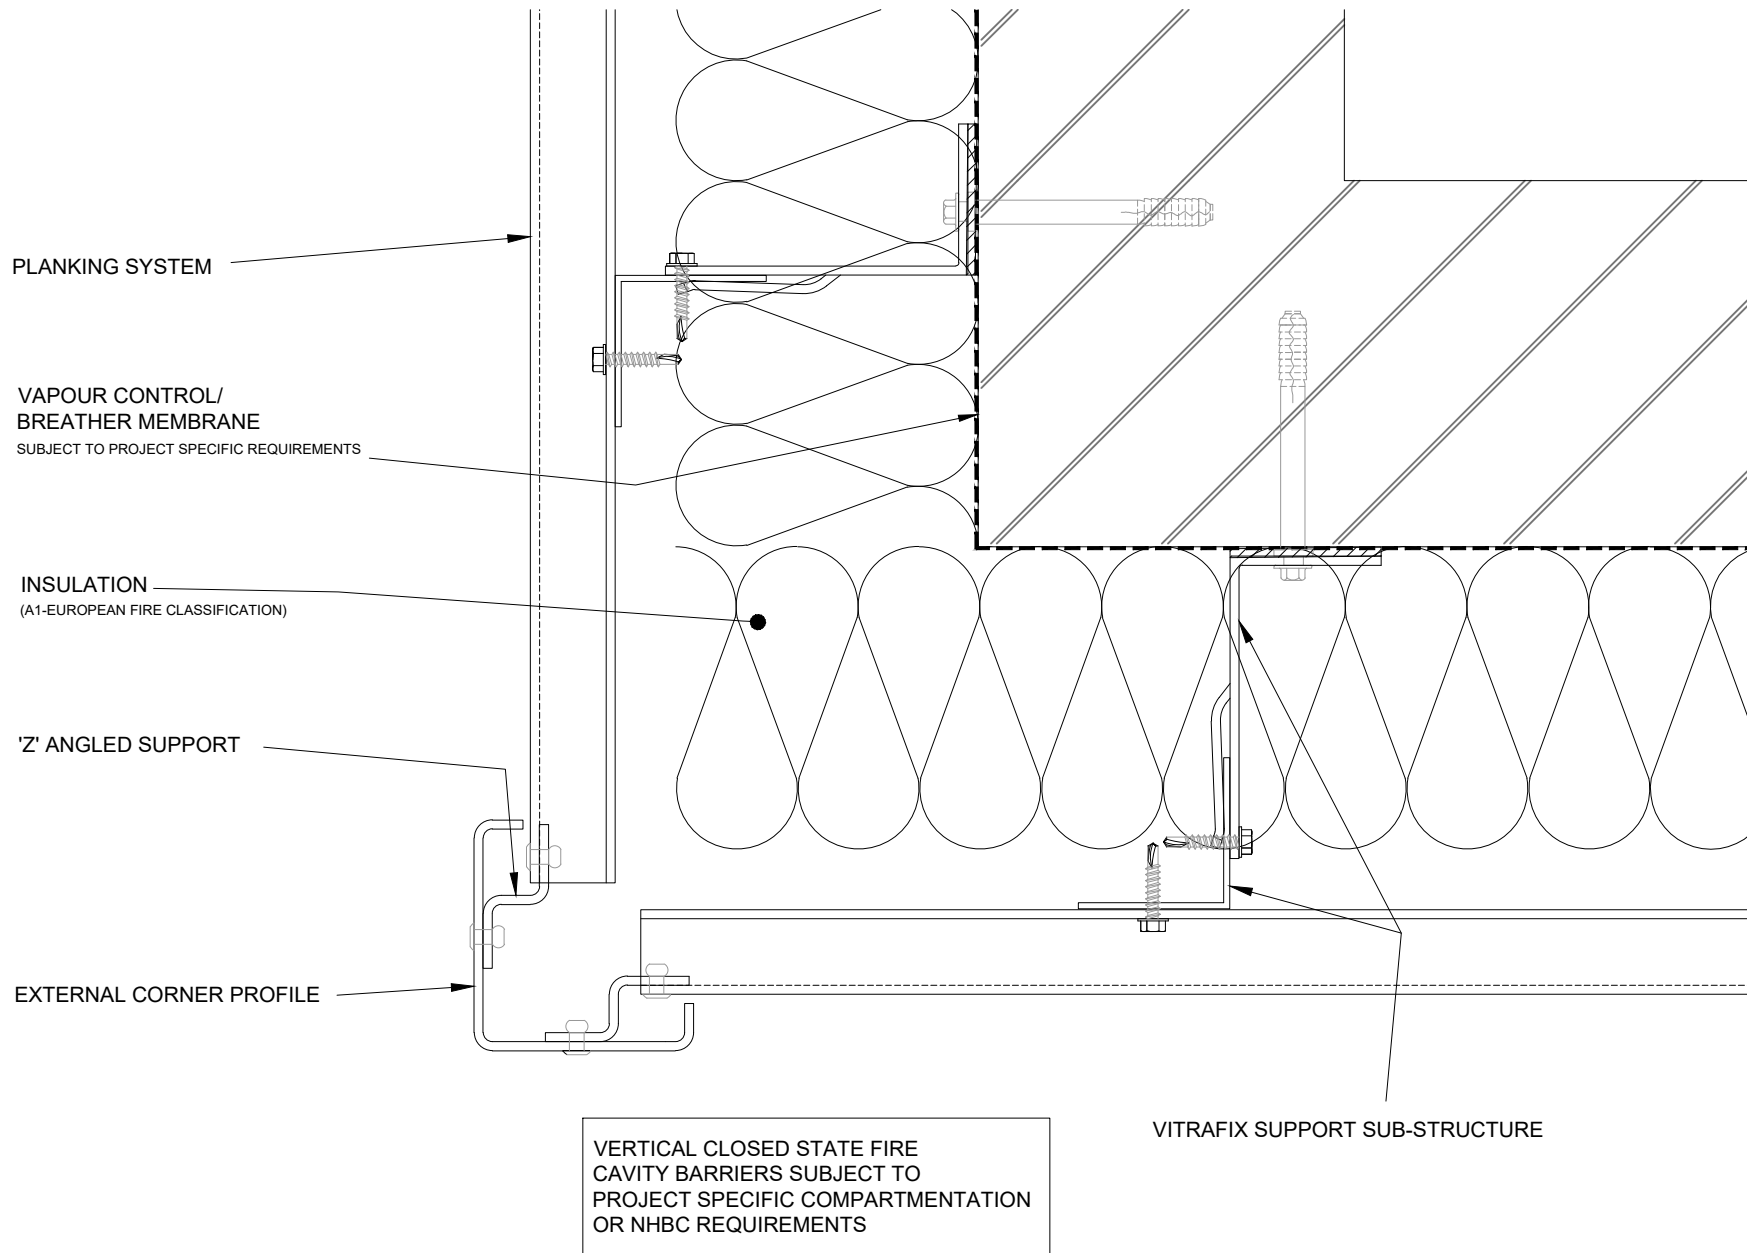 PLANKING SYSTEM
VAPOUR CONTROL/
BREATHER MEMBRANE
SUBJECT TO PROJECT SPECIFIC REQUIREMENTS
INSULATION
(A1-EUROPEAN FIRE CLASSIFICATION)
'Z' ANGLED SUPPORT
EXTERNAL CORNER PROFILE
VITRAFIX SUPPORT SUB-STRUCTURE
VERTICAL CLOSED STATE FIRE
CAVITY BARRIERS SUBJECT TO
PROJECT SPECIFIC COMPARTMENTATION
OR NHBC REQUIREMENTS